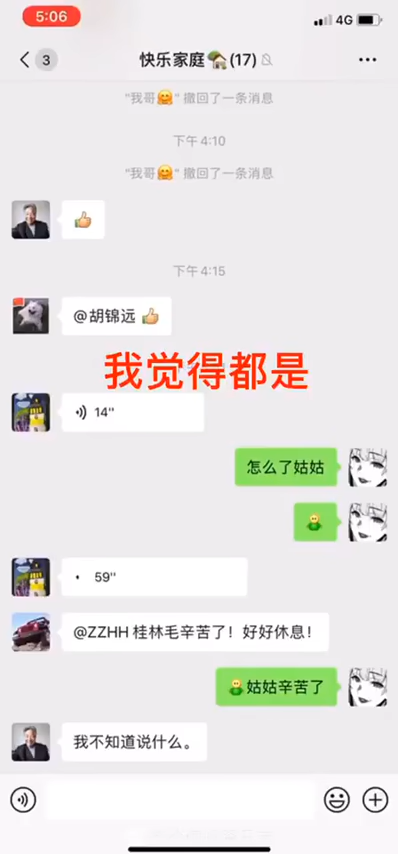 5:06
4G
3
快乐家庭🏡(17)
"我哥🤗" 撤回了一条消息
下午 4:10
"我哥🤗" 撤回了一条消息
下午 4:15
@胡锦远 👍
我觉得都是
14"
怎么了姑姑
59"
@ZZHH 桂林毛辛苦了！好好休息！
姑姑辛苦了
我不知道说什么。